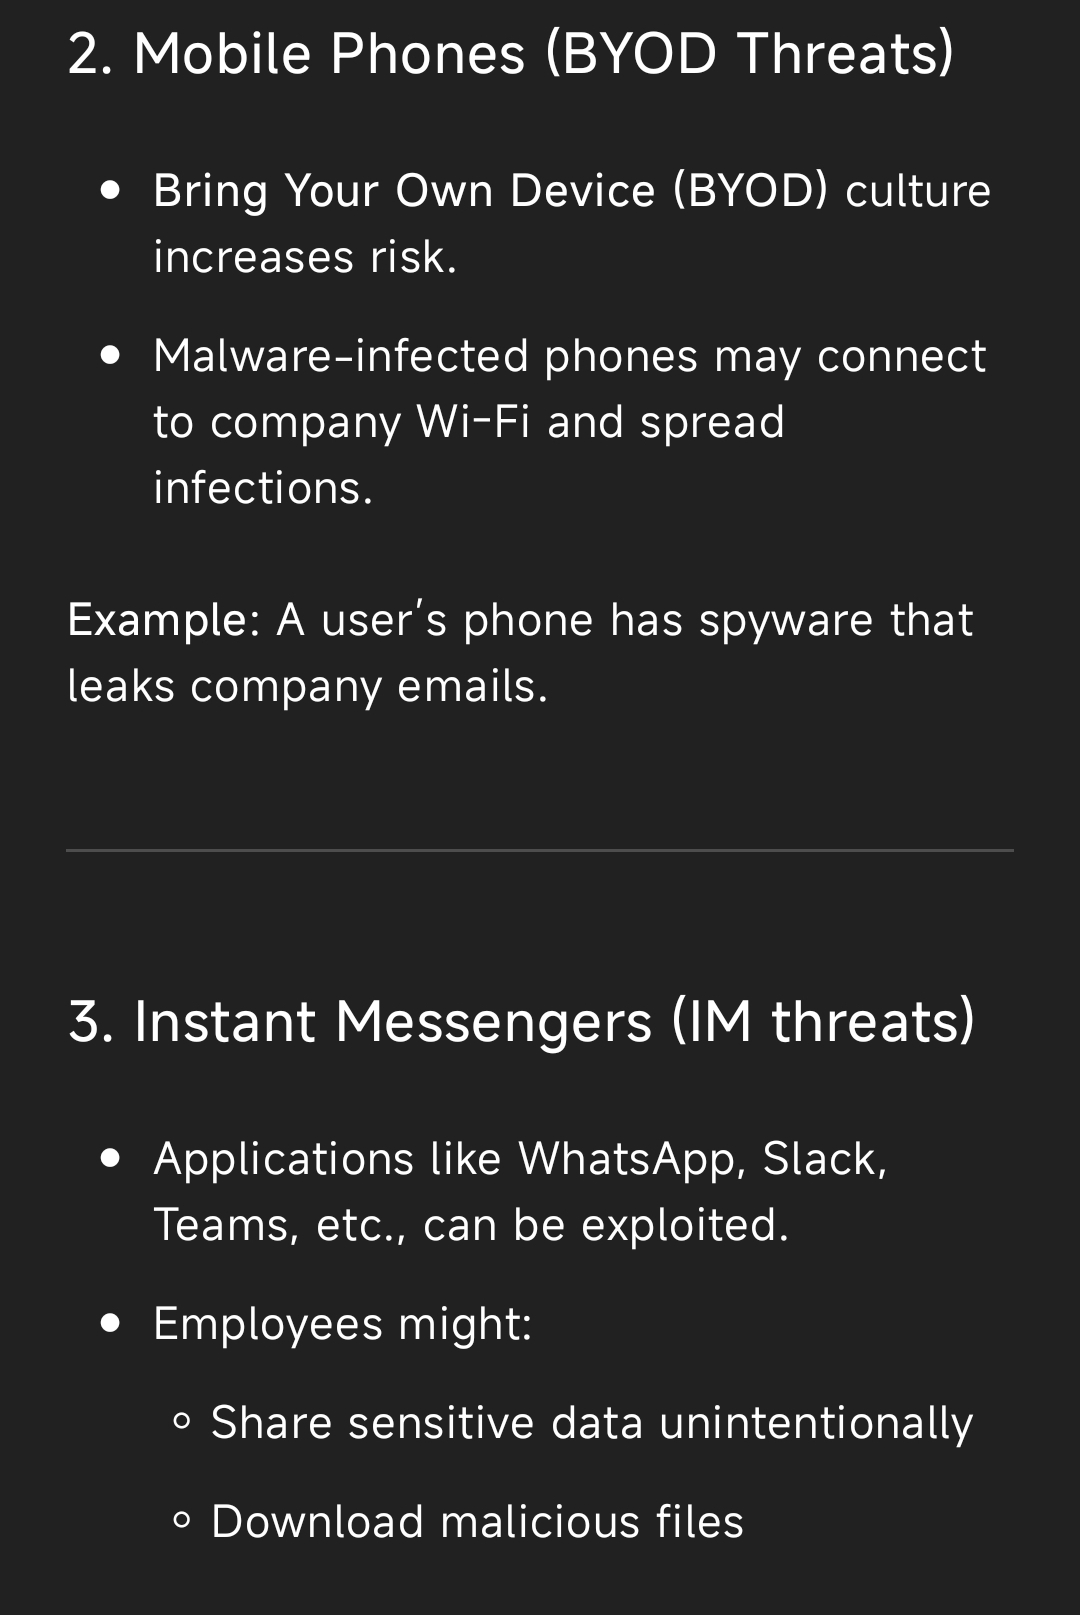 2. Mobile Phones (BYOD Threats)
● Bring Your Own Device (BYOD) culture
increases risk.
● Malware-infected phones may connect
to company Wi-Fi and spread
infections.
Example: A user's phone has spyware that
leaks company emails.
3. Instant Messengers (IM threats)
● Applications like WhatsApp, Slack,
Teams, etc., can be exploited.
● Employees might:
○ Share sensitive data unintentionally
○ Download malicious files